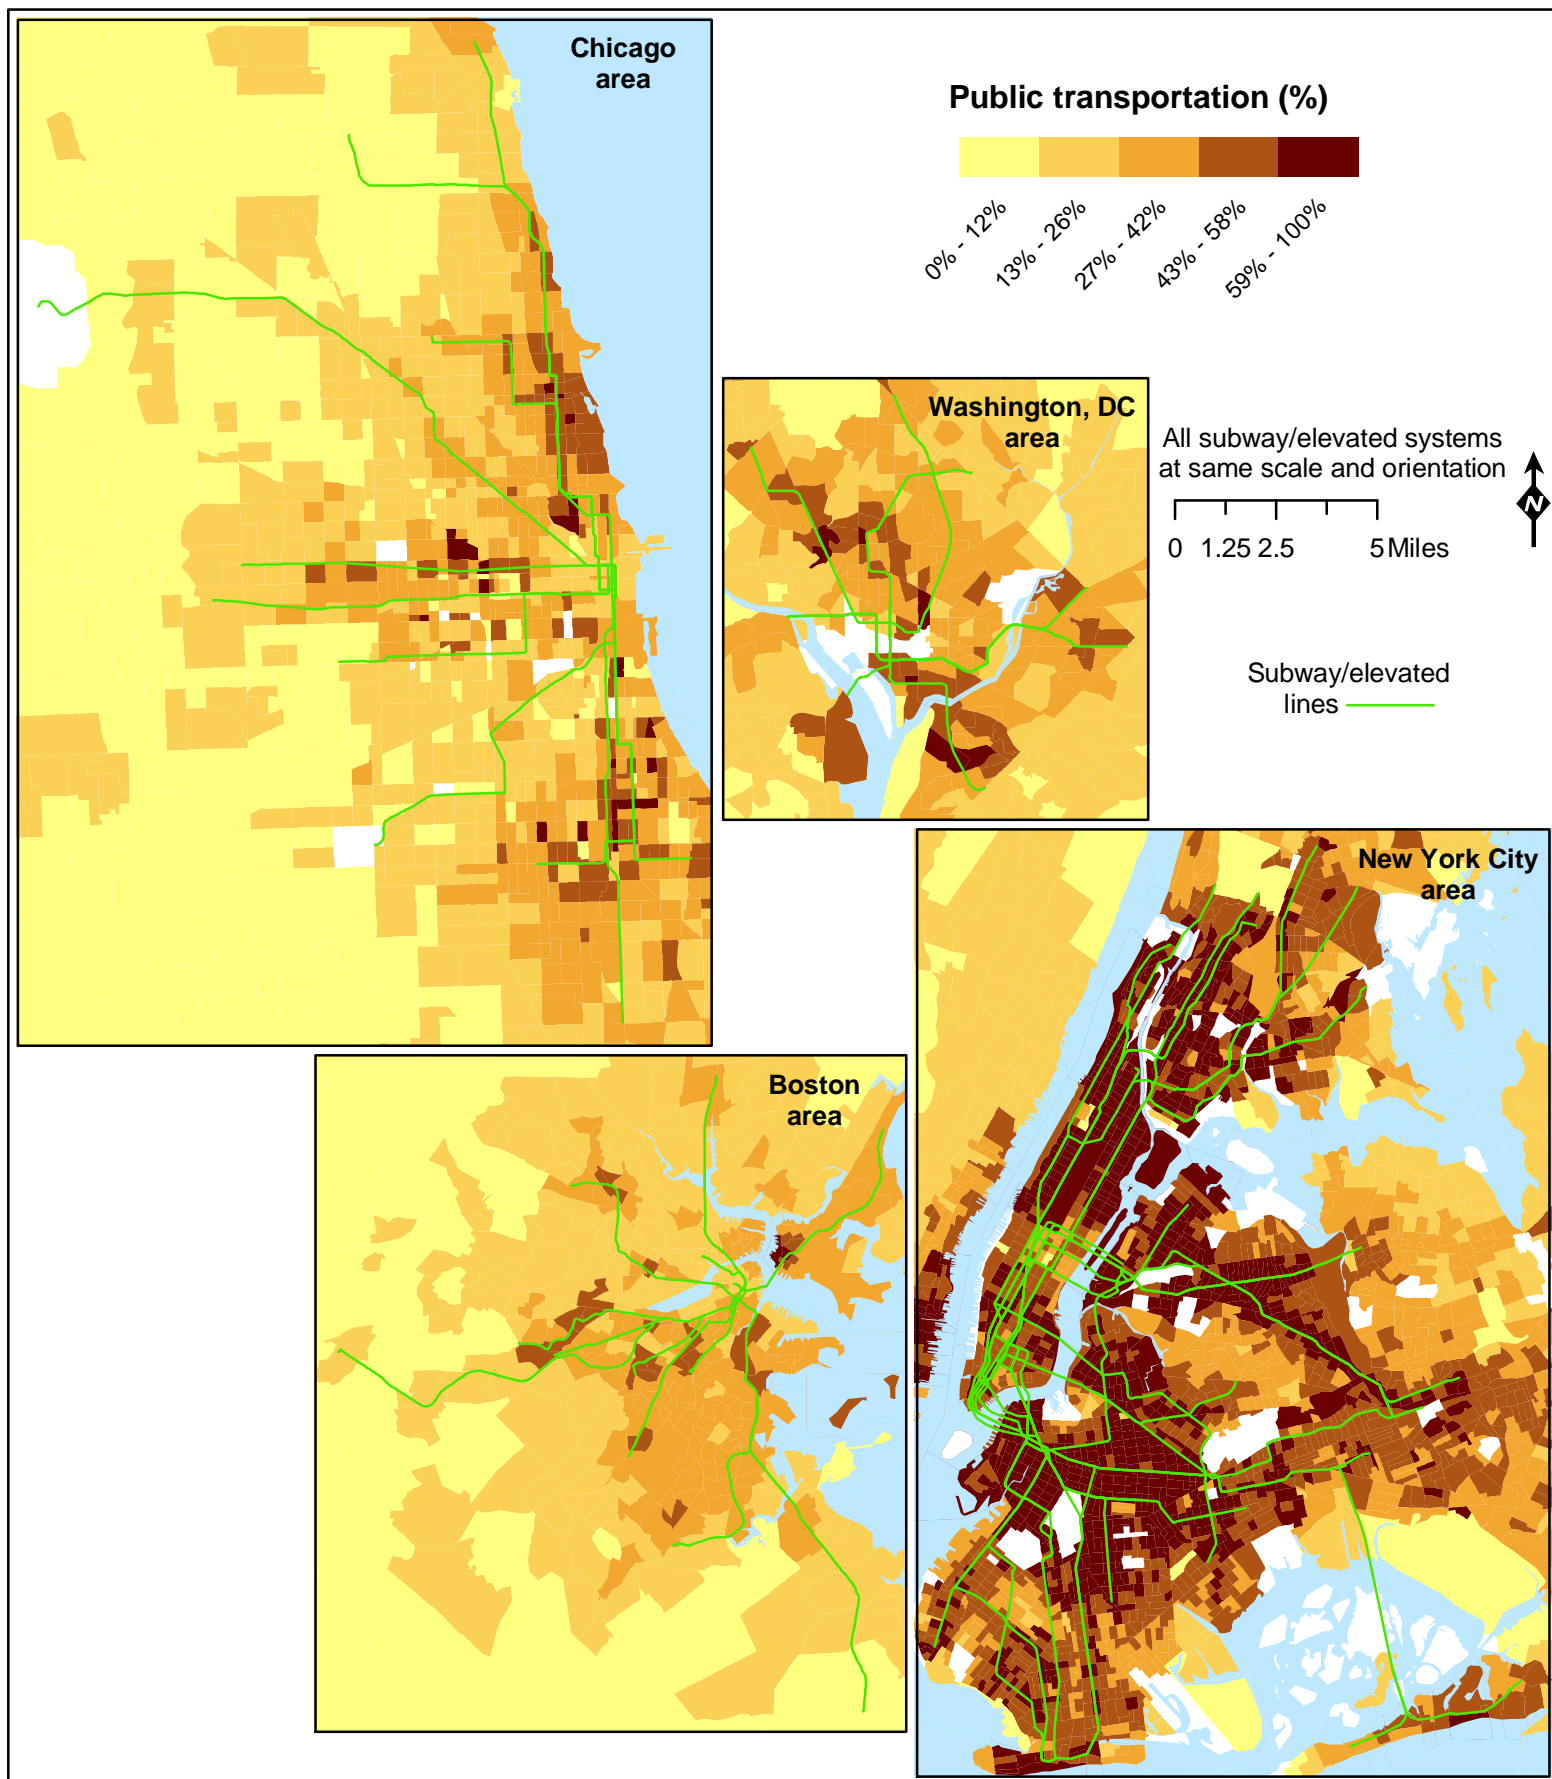 Chicago
area
Public transportation (%)
0% - 12%
13% - 26%
27% - 42%
43% - 58%
59% - 100%
Washington, DC
area
All subway/elevated systems
at same scale and orientation
N
0 1.25 2.5 5 Miles
Subway/elevated
lines
New York City
area
Boston
area